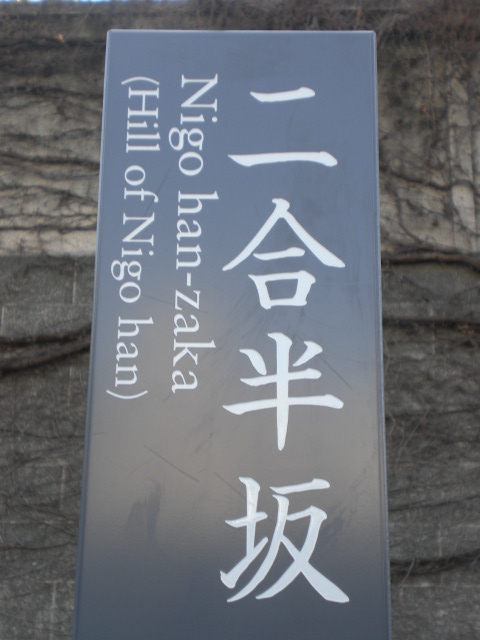 二合半坂
Nigo han-zaka
(Hill of Nigo han)